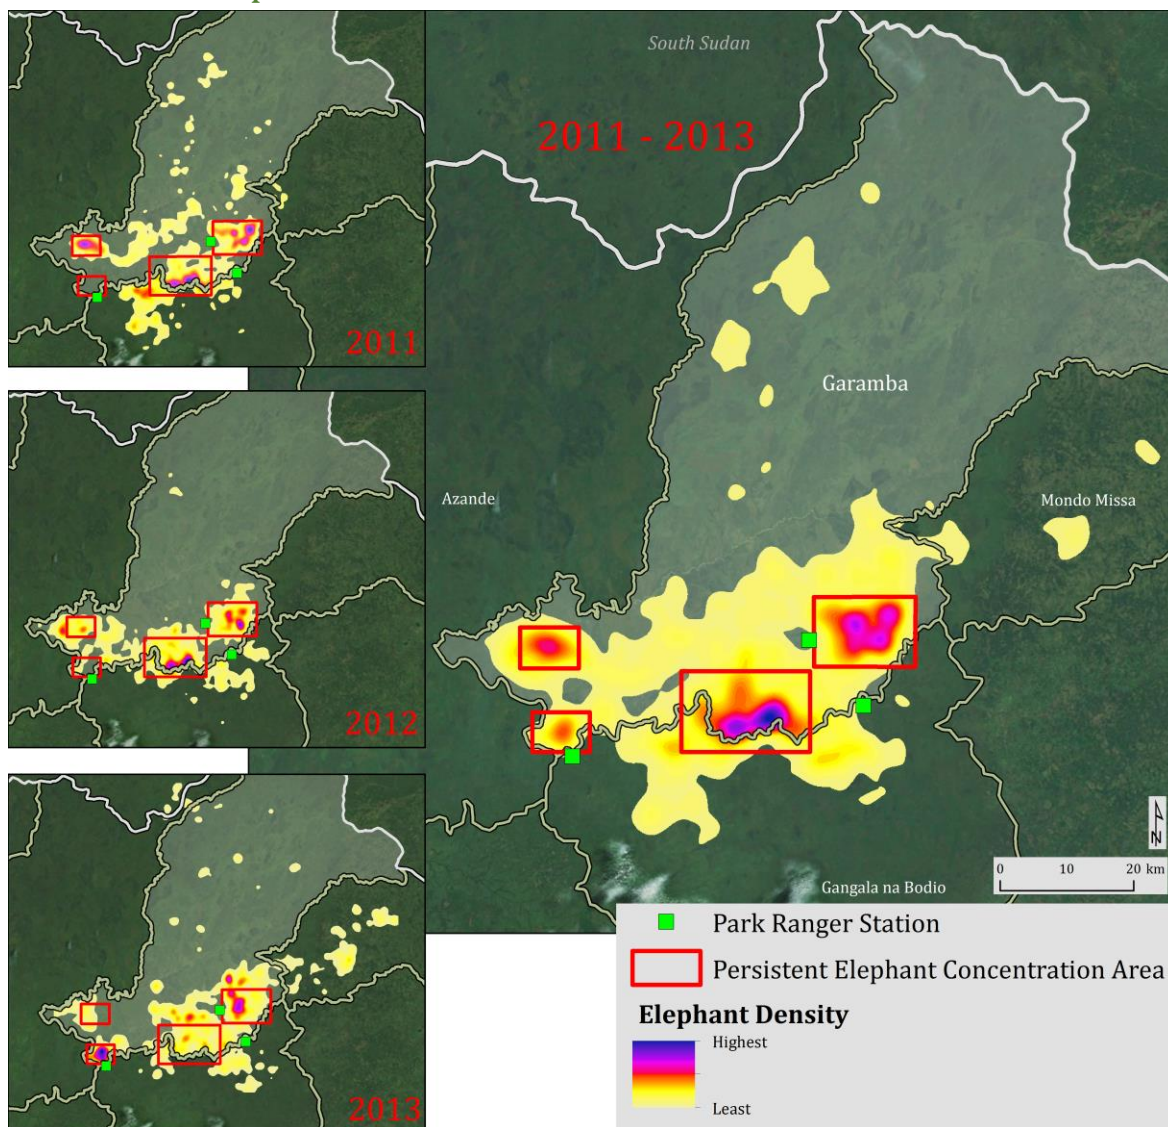 South Sudan
2011 - 2013
2011
Garamba
Azande
Mondo Missa
2012
N
0 10 20 km
Gangala na Bodio
2013
Park Ranger Station
Persistent Elephant Concentration Area
Elephant Density
Highest
Least